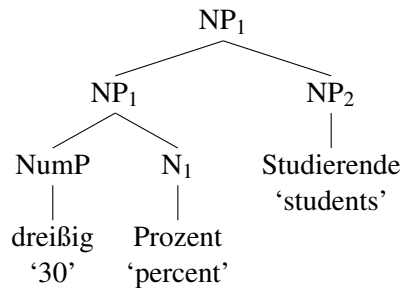 NP₁
NP₁ NP₂
NumP N₁ Studierende
‘students’
dreißig Prozent
‘30’ ‘percent’